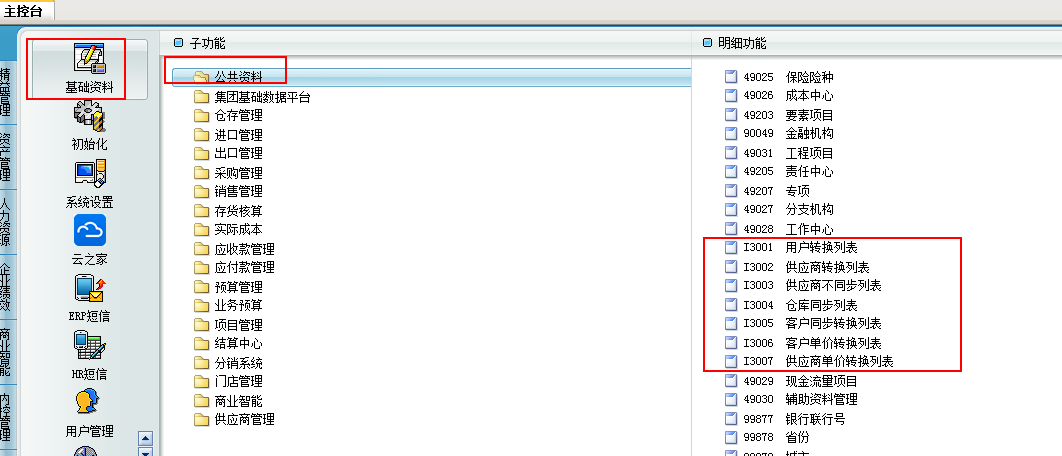 主控台
子功能
明细功能
精益管理
资产管理
人力资源
企业绩效
商业智能
内控管理
基础资料
初始化
系统设置
云之家
ERP短信
HR短信
用户管理
公共资料
集团基础数据平台
仓存管理
进口管理
出口管理
采购管理
销售管理
存货核算
实际成本
应收款管理
应付款管理
预算管理
业务预算
项目管理
结算中心
分销系统
门店管理
商业智能
供应商管理
49025 保险险种
49026 成本中心
49203 要素项目
90049 金融机构
49031 工程项目
49205 责任中心
49207 专项
49027 分支机构
49028 工作中心
I3001 用户转换列表
I3002 供应商转换列表
I3003 供应商不同步列表
I3004 仓库同步列表
I3005 客户同步转换列表
I3006 客户单价转换列表
I3007 供应商单价转换列表
49029 现金流量项目
49030 辅助资料管理
99877 银行联行号
99878 省份